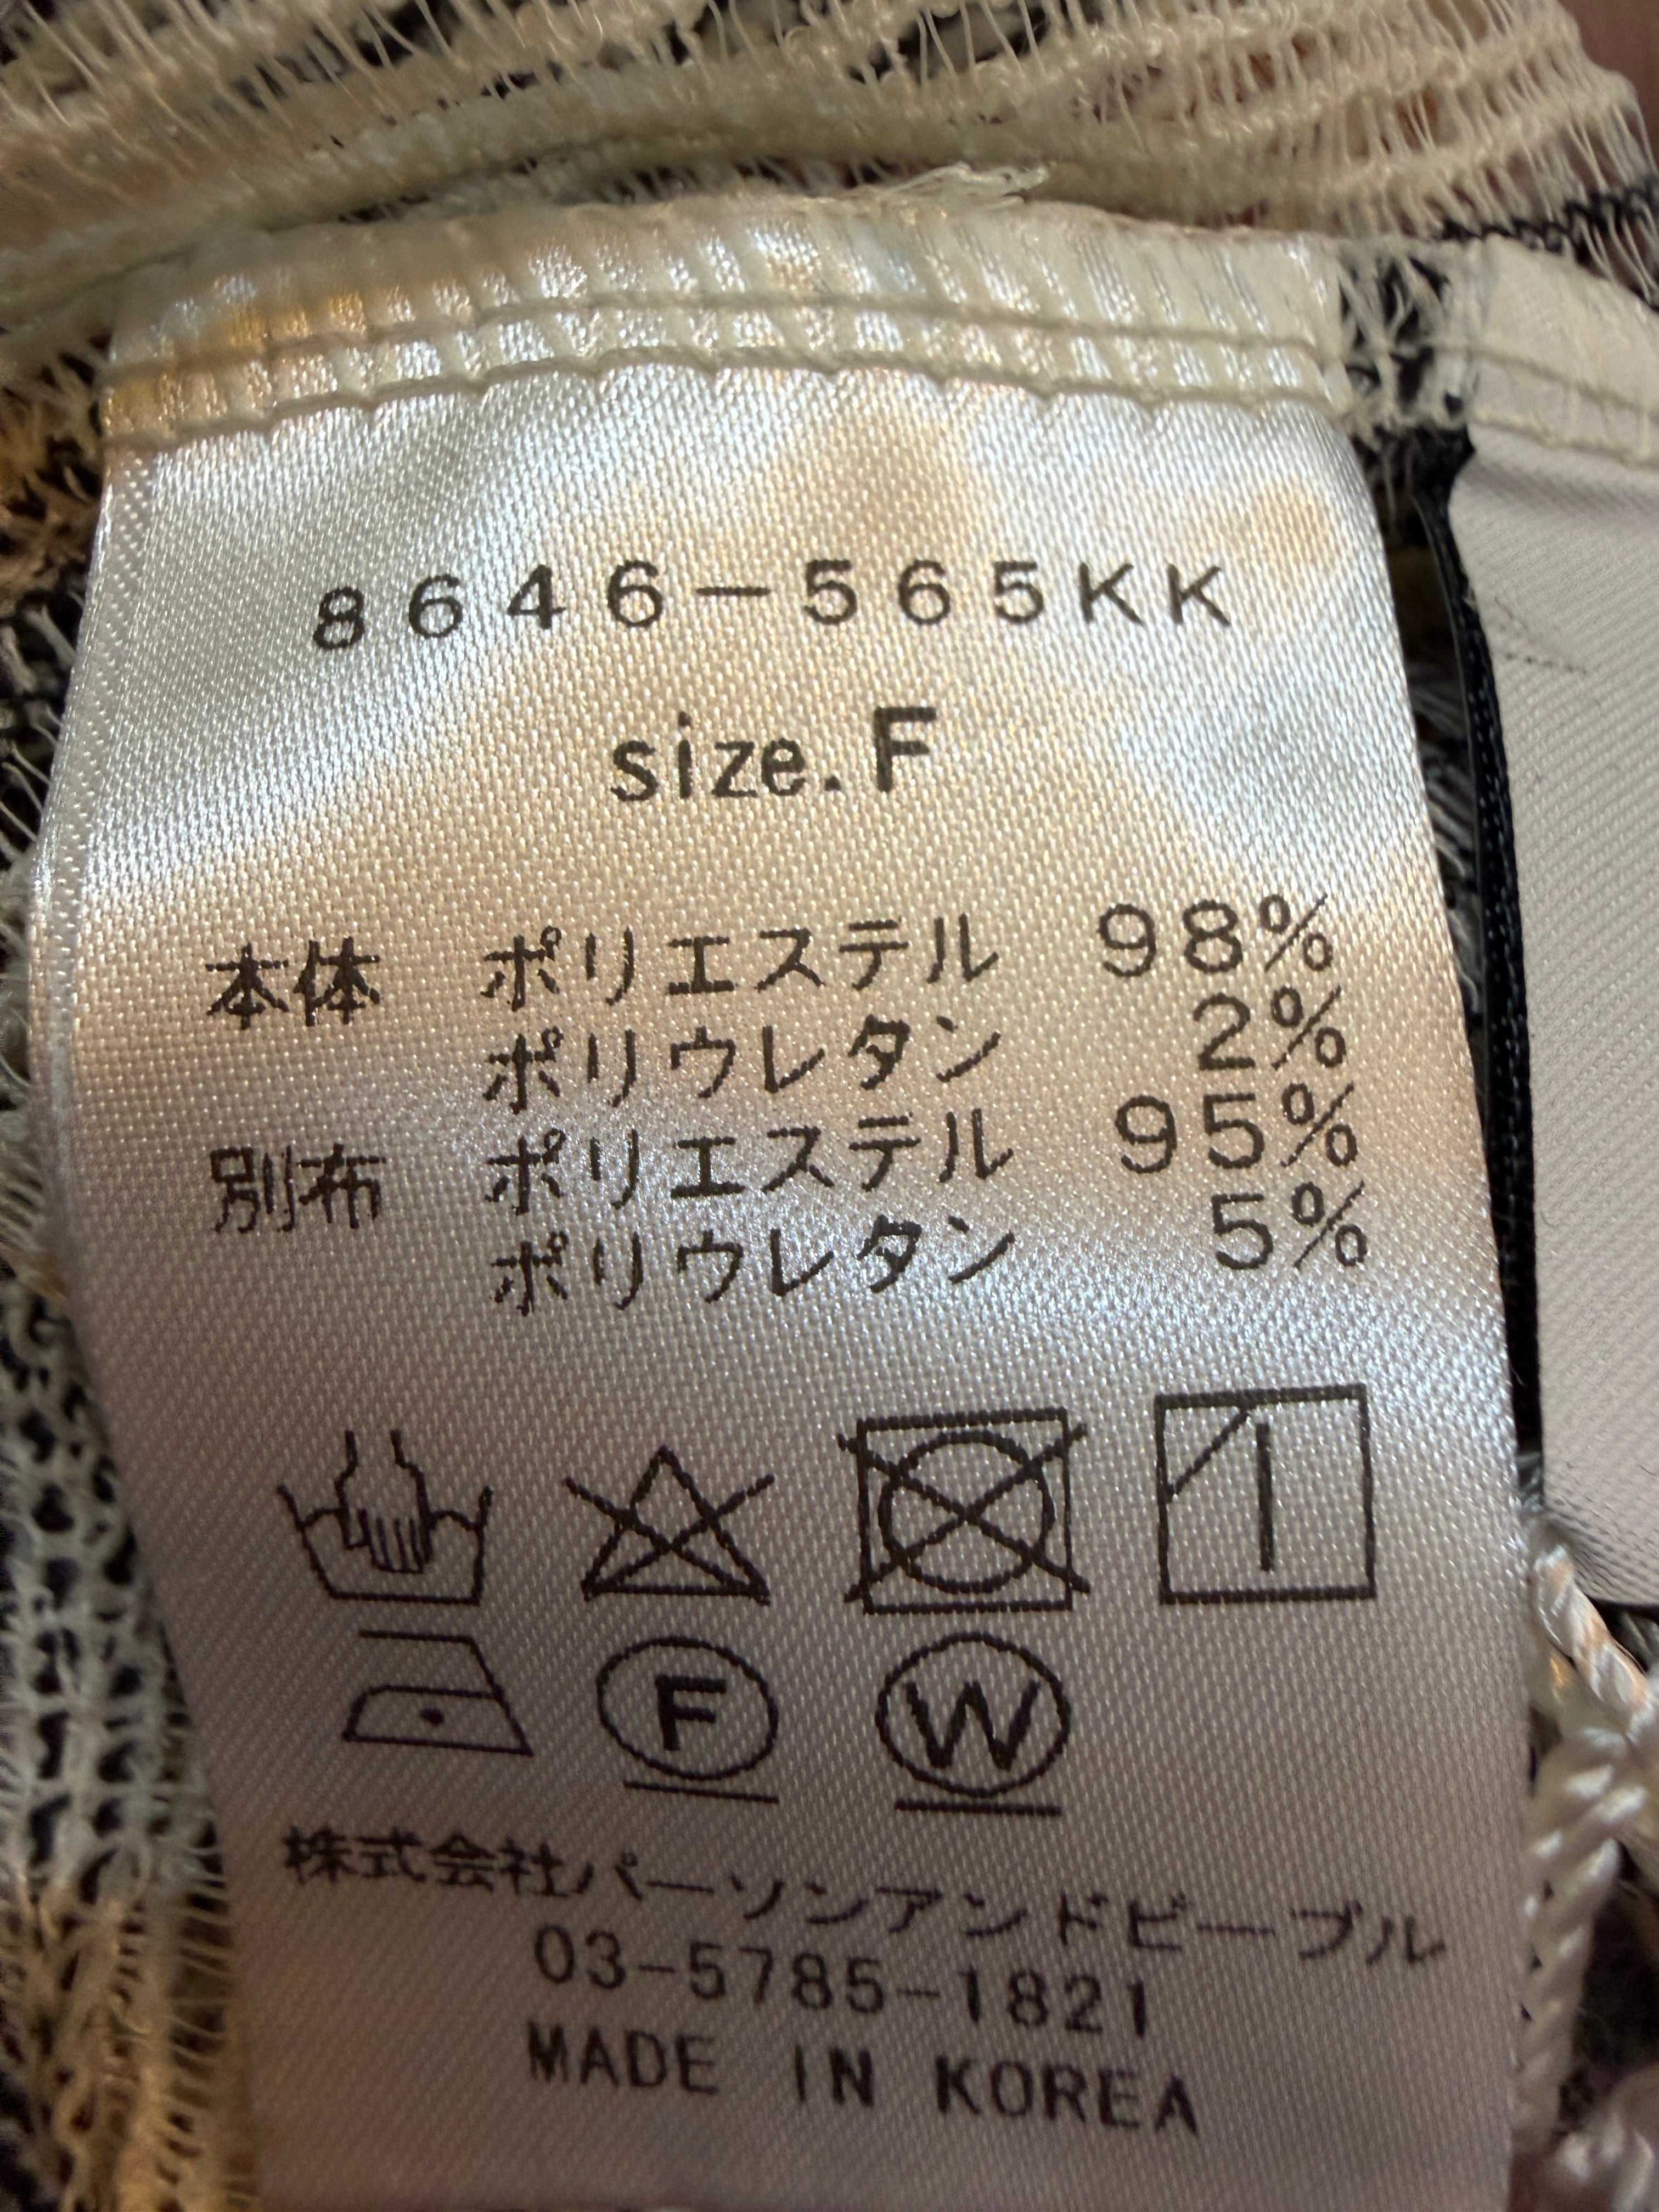 8646-565KK
size.F
本体 ポリエステル 98%
ポリウレタン 2%
別布 ポリエステル 95%
ポリウレタン 5%
F W
株式会社パーソンアンドピープル
03-5785-1821
MADE IN KOREA